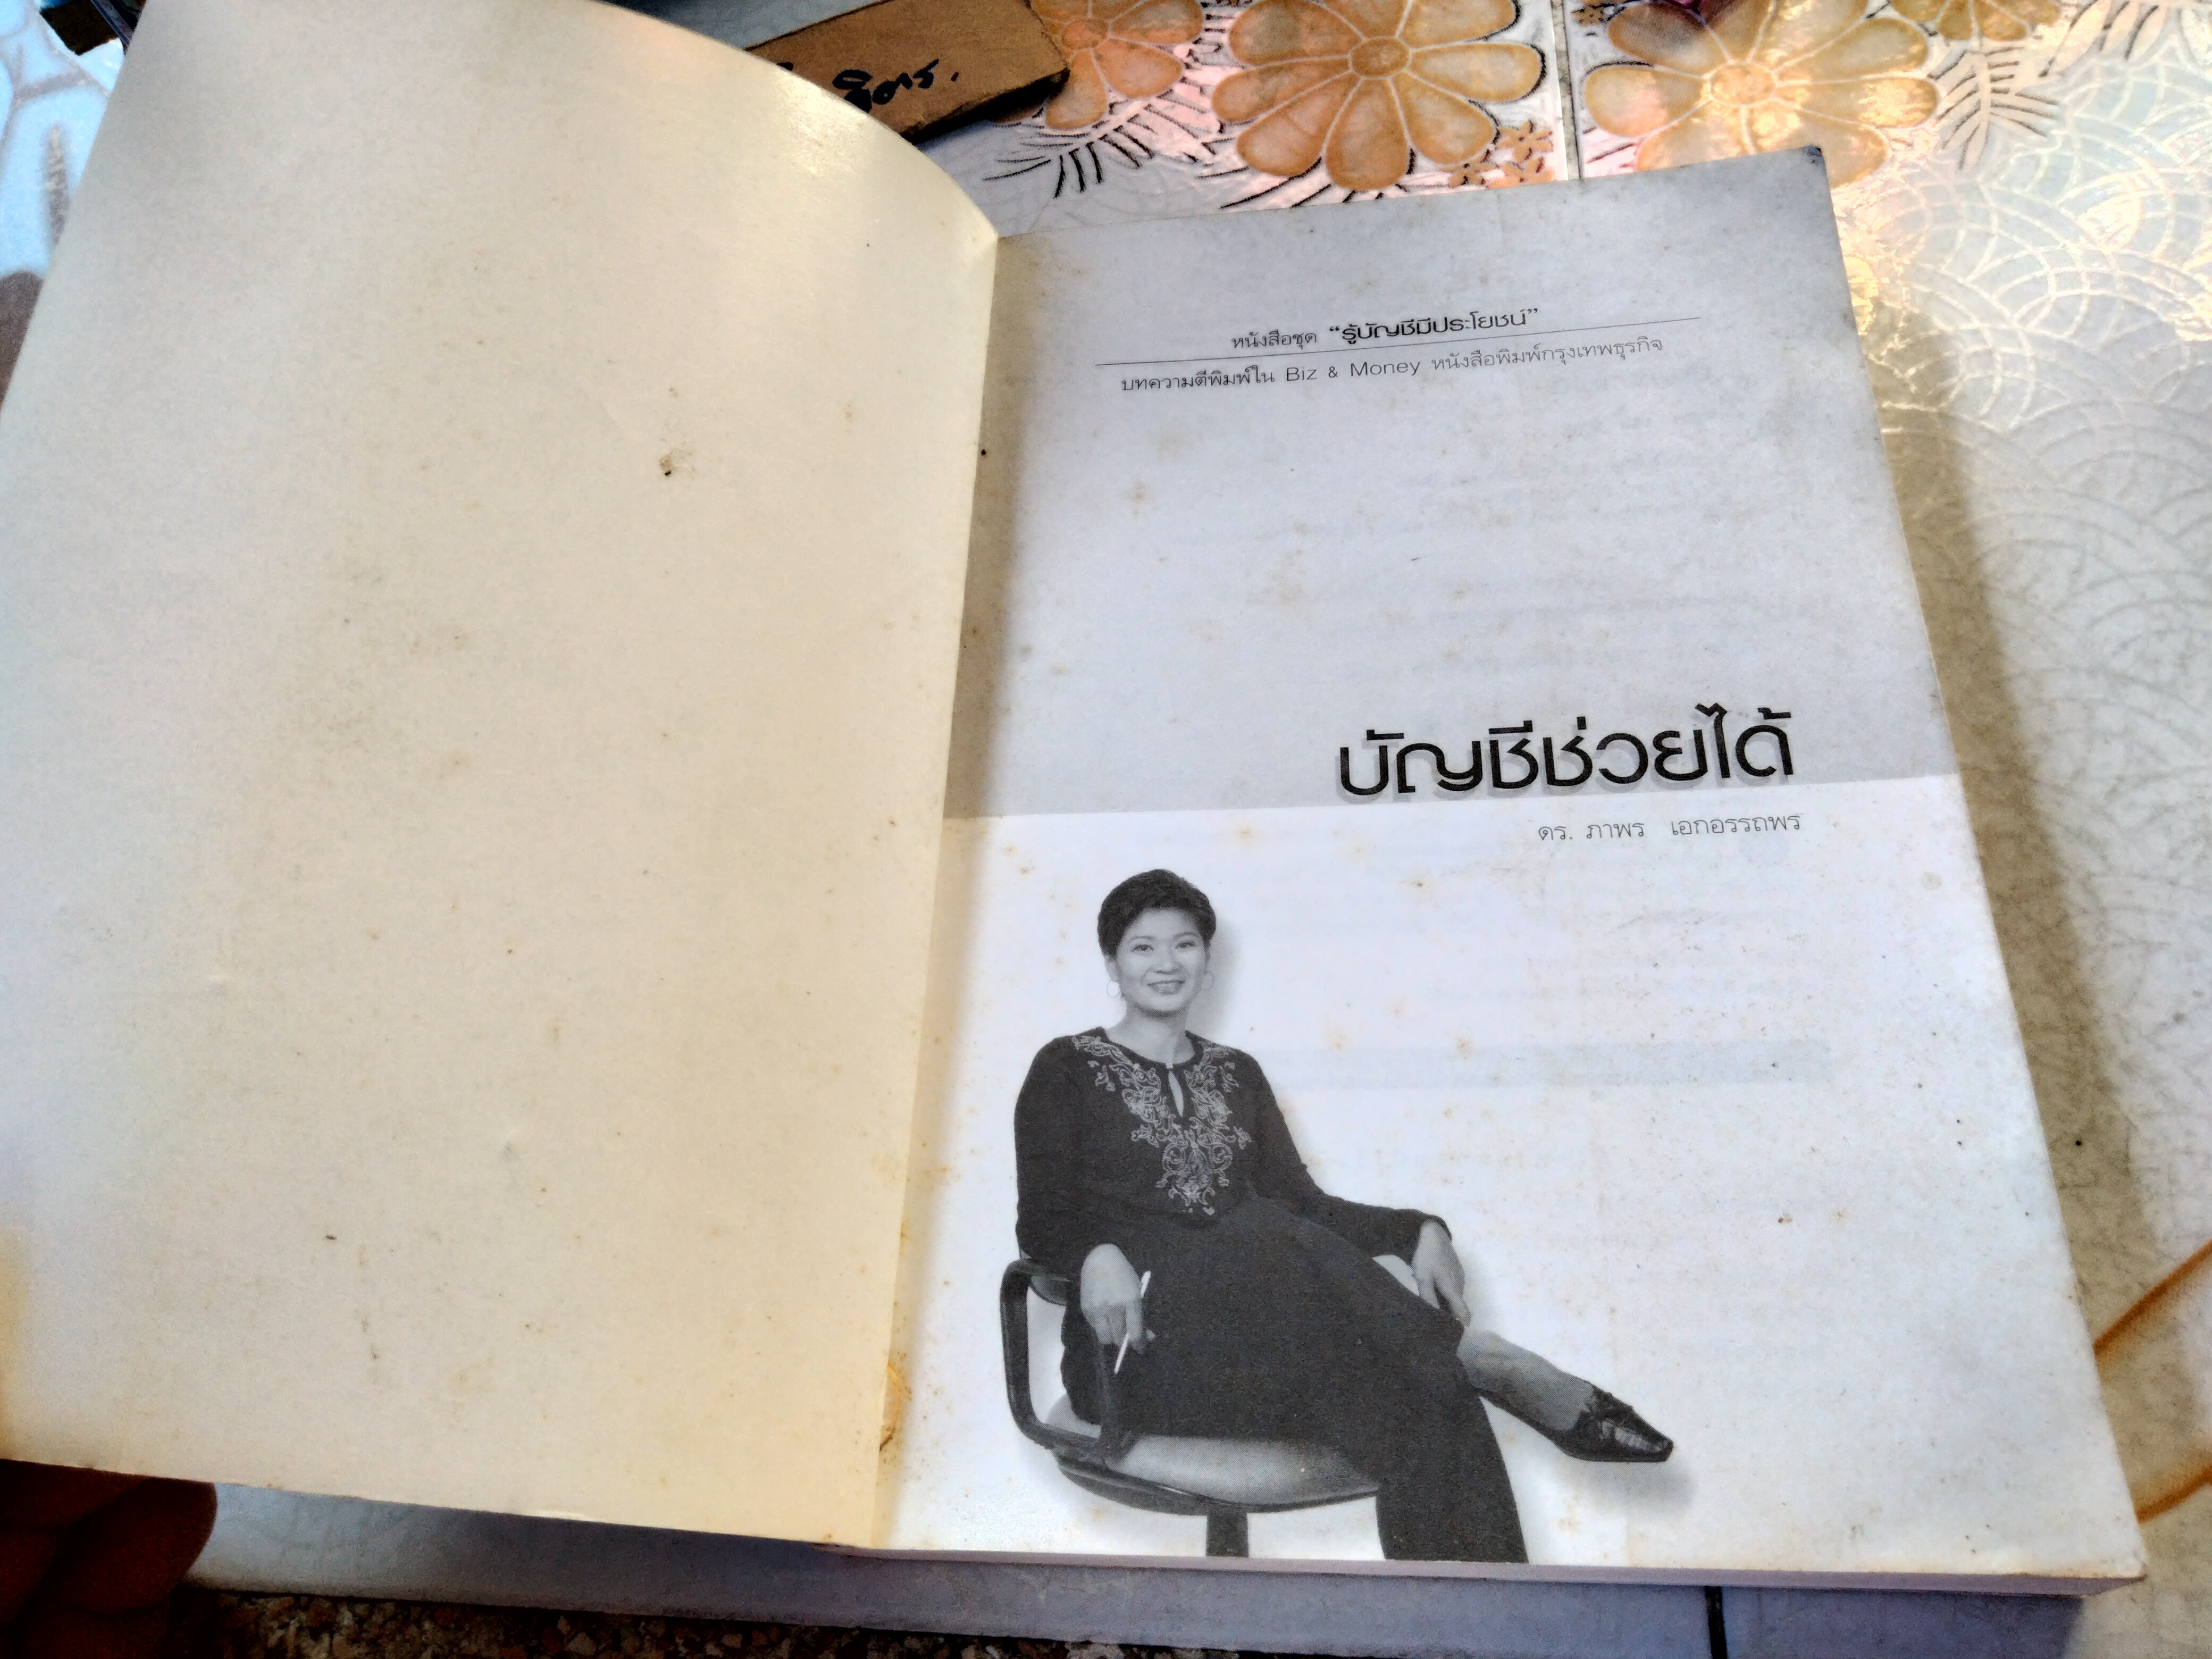 หนังสือชุด “รู้บัญชีมีประโยชน์”
บทความตีพิมพ์ใน Biz & Money หนังสือพิมพ์กรุงเทพธุรกิจ
บัญชีช่วยได้
ดร. ภาพร เอกอรรถพร